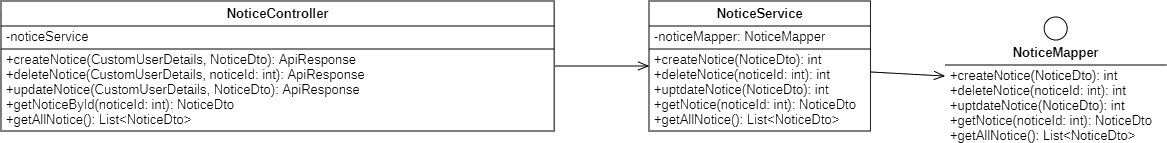 NoticeController
-noticeService
+createNotice(CustomUserDetails, NoticeDto): ApiResponse
+deleteNotice(CustomUserDetails, noticeId: int): ApiResponse
+updateNotice(CustomUserDetails, NoticeDto): ApiResponse
+getNoticeById(noticeId: int): NoticeDto
+getAllNotice(): List<NoticeDto>
NoticeService
-noticeMapper: NoticeMapper
+createNotice(NoticeDto): int
+deleteNotice(noticeId: int): int
+uptdateNotice(NoticeDto): int
+getNotice(noticeId: int): NoticeDto
+getAllNotice(): List<NoticeDto>
NoticeMapper
+createNotice(NoticeDto): int
+deleteNotice(noticeId: int): int
+uptdateNotice(NoticeDto): int
+getNotice(noticeId: int): NoticeDto
+getAllNotice(): List<NoticeDto>